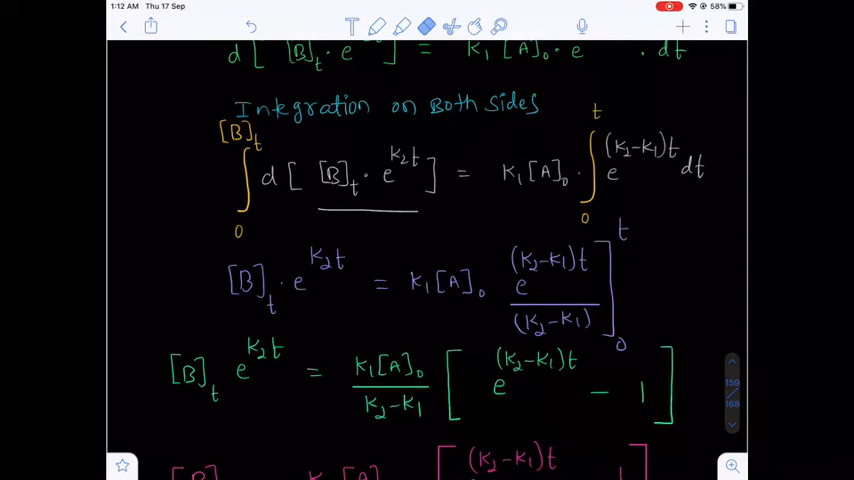 1:12 AM Thu 17 Sep 58%
d[ [B]t · e ] = K1[A]0 · e · dt
Integration on Both Sides
∫0^[B]t d[ [B]t · e^K2t ] = K1[A]0 · ∫0^t e^(K2-K1)t dt
[B]t · e^K2t = K1[A]0 e^(K2-K1)t / (K2-K1) ]0^t
[B]t e^K2t = K1[A]0 / K2-K1 [ e^(K2-K1)t - 1 ]
159 / 168
(K2-K1)t